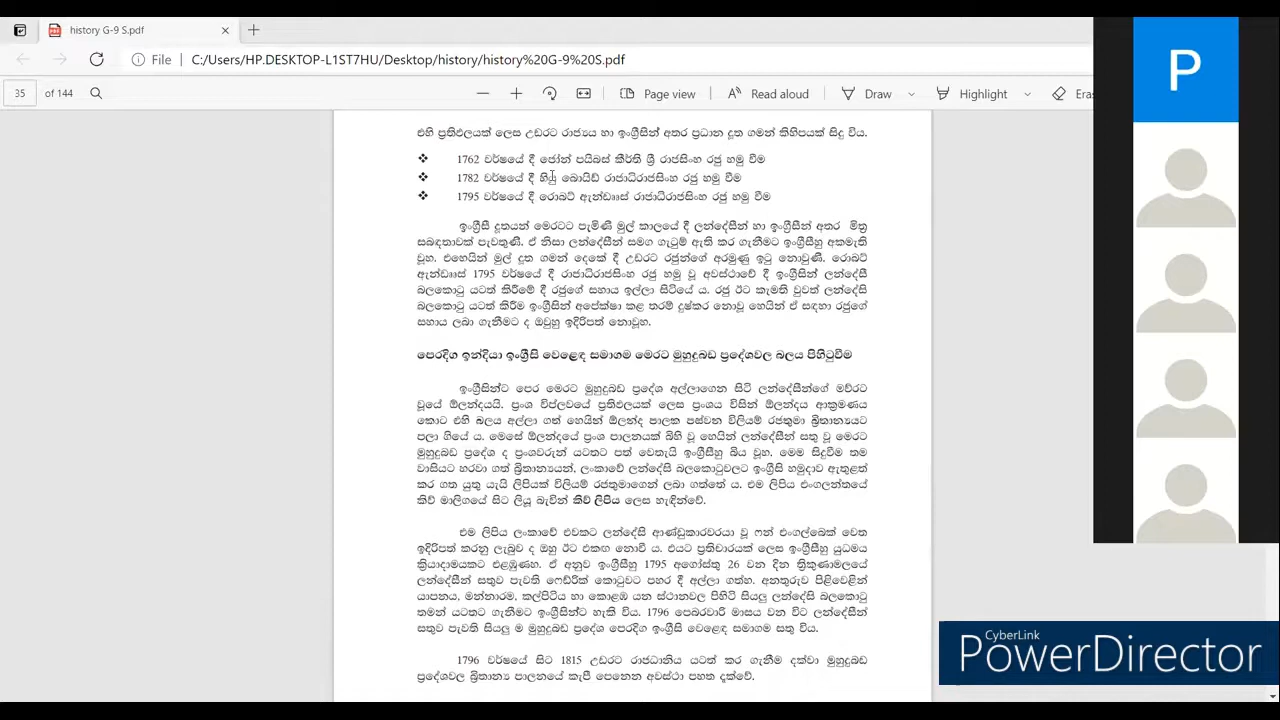 history G-9 S.pdf
File C:/Users/HP.DESKTOP-L1ST7HU/Desktop/history/history%20G-9%20S.pdf
35 of 144 Page view Read aloud Draw Highlight Eras
P
එහි ප්‍රතිඵලයක් ලෙස උඩරට රාජ්‍යය හා ඉංග්‍රීසින් අතර ප්‍රධාන දූත ගමන් කිහිපයක් සිදු විය.
❖ 1762 වර්ෂයේ දී ජෝන් පයිබස් කීර්ති ශ්‍රී රාජසිංහ රජු හමු වීම
❖ 1782 වර්ෂයේ දී හියු බොයිඩ් රාජාධිරාජසිංහ රජු හමු වීම
❖ 1795 වර්ෂයේ දී රොබට් ඇන්ඩෲස් රාජාධිරාජසිංහ රජු හමු වීම
ඉංග්‍රීසි දූතයන් මෙරටට පැමිණි මුල් කාලයේ දී ලන්දේසීන් හා ඉංග්‍රීසීන් අතර මිත්‍ර
සබඳතාවක් පැවතුණි. ඒ නිසා ලන්දේසීන් සමග ගැටුම් ඇති කර ගැනීමට ඉංග්‍රීසීහු අකමැති
වූහ. එහෙයින් මුල් දූත ගමන් දෙකේ දී උඩරට රජුන්ගේ අරමුණු ඉටු නොවුණි. රොබට්
ඇන්ඩෲස් 1795 වර්ෂයේ දී රාජාධිරාජසිංහ රජු හමු වූ අවස්ථාවේ දී ඉංග්‍රීසීන් ලන්දේසි
බලකොටු යටත් කිරීමේ දී රජුගේ සහාය ඉල්ලා සිටියේ ය. රජු ඊට කැමති වුවත් ලන්දේසි
බලකොටු යටත් කිරීම ඉංග්‍රීසින් අපේක්ෂා කළ තරම් දුෂ්කර නොවූ හෙයින් ඒ සඳහා රජුගේ
සහාය ලබා ගැනීමට ද ඔවුහු ඉදිරිපත් නොවූහ.
පෙරදිග ඉන්දියා ඉංග්‍රීසි වෙළෙඳ සමාගම මෙරට මුහුදුබඩ ප්‍රදේශවල බලය පිහිටුවීම
ඉංග්‍රීසින්ට පෙර මෙරට මුහුදුබඩ ප්‍රදේශ අල්ලාගෙන සිටි ලන්දේසීන්ගේ මව්රට
වූයේ ඕලන්දයයි. ප්‍රංශ විප්ලවයේ ප්‍රතිඵලයක් ලෙස ප්‍රංශය විසින් ඕලන්දය ආක්‍රමණය
කොට එහි බලය අල්ලා ගත් හෙයින් ඕලන්ද පාලක පස්වන විලියම් රජතුමා බ්‍රිතාන්‍යයට
පලා ගියේ ය. මෙසේ ඕලන්දයේ ප්‍රංශ පාලනයක් බිහි වූ හෙයින් ලන්දේසීන් සතු වූ මෙරට
මුහුදුබඩ ප්‍රදේශ ද ප්‍රංශවරුන් යටතට පත් වෙතැයි ඉංග්‍රීසීහු බිය වූහ. මෙම සිදුවීම තම
වාසියට හරවා ගත් බ්‍රිතාන්‍යයන්, ලංකාවේ ලන්දේසි බලකොටුවලට ඉංග්‍රීසි හමුදාව ඇතුළත්
කර ගත යුතු යැයි ලිපියක් විලියම් රජතුමාගෙන් ලබා ගත්තේ ය. එම ලිපිය එංගලන්තයේ
කිව් මාලිගයේ සිට ලියූ බැවින් කිව් ලිපිය ලෙස හැඳින්වේ.
එම ලිපිය ලංකාවේ එවකට ලන්දේසි ආණ්ඩුකාරවරයා වූ ෆන් එංගල්බෙක් වෙත
ඉදිරිපත් කරනු ලැබුව ද ඔහු ඊට එකඟ නොවී ය. එයට ප්‍රතිචාරයක් ලෙස ඉංග්‍රීසීහු යුධමය
ක්‍රියාදාමයකට එළඹුණහ. ඒ අනුව ඉංග්‍රීසීහු 1795 අගෝස්තු 26 වන දින ත්‍රිකුණාමලයේ
ලන්දේසීන් සතුව පැවති ෆෙඩ්රික් කොටුවට පහර දී අල්ලා ගත්හ. අනතුරුව පිළිවෙළින්
යාපනය, මන්නාරම, කල්පිටිය හා කොළඹ යන ස්ථානවල පිහිටි සියලු ලන්දේසි බලකොටු
තමන් යටතට ගැනීමට ඉංග්‍රීසින්ට හැකි විය. 1796 පෙබරවාරි මාසය වන විට ලන්දේසීන්
සතුව පැවති සියලු ම මුහුදුබඩ ප්‍රදේශ පෙරදිග ඉංග්‍රීසි වෙළෙඳ සමාගම සතු විය.
1796 වර්ෂයේ සිට 1815 උඩරට රාජධානිය යටත් කර ගැනීම දක්වා මුහුදුබඩ
ප්‍රදේශවල බ්‍රිතාන්‍ය පාලනයේ කැපී පෙනෙන අවස්ථා පහත දැක්වේ.
CyberLink
PowerDirector